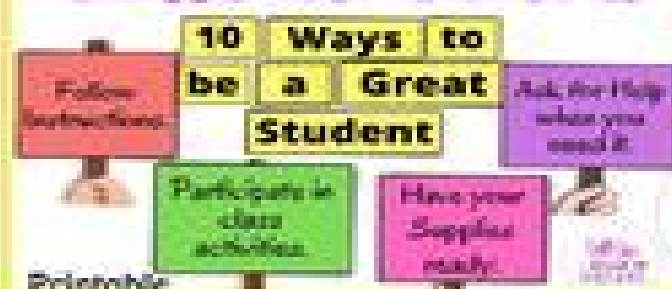 10 Ways to
be a Great
Student
Follow
Instructions
Ask for Help
when you
need it.
Participate in
class
activities.
Have your
Supplies
ready.
Printable